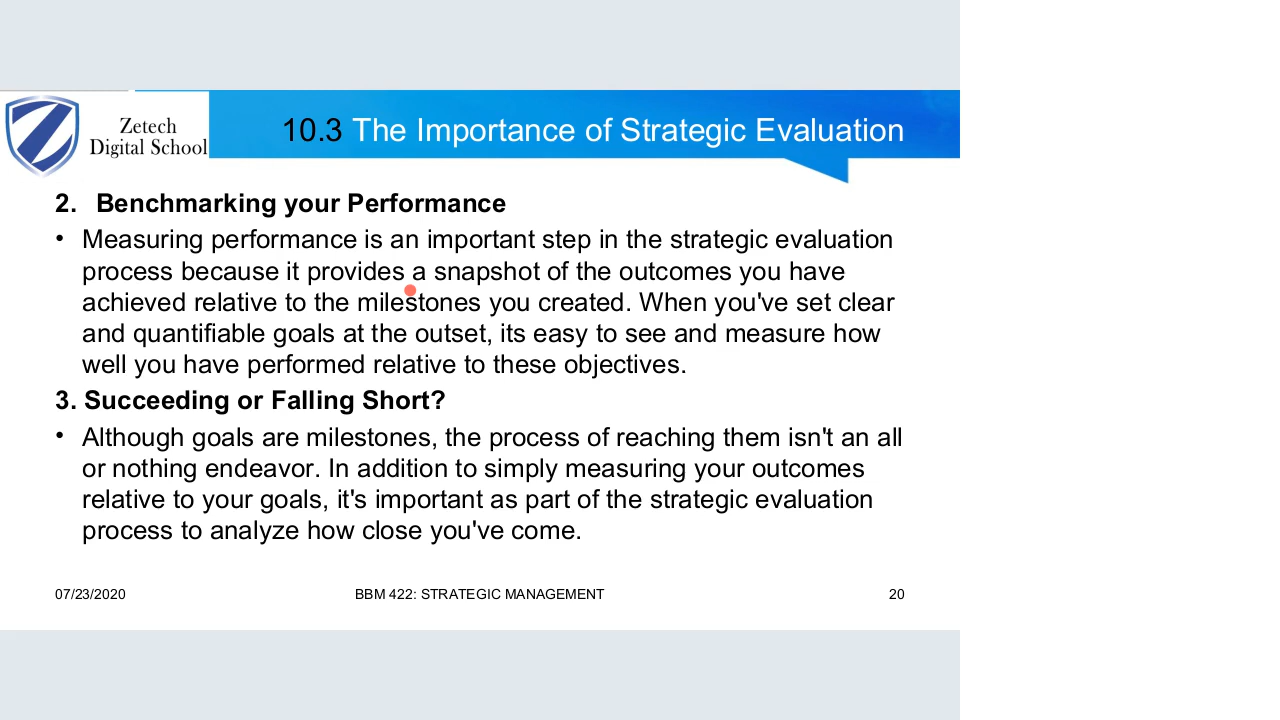 Zetech
Digital School
10.3 The Importance of Strategic Evaluation
2. Benchmarking your Performance
• Measuring performance is an important step in the strategic evaluation
process because it provides a snapshot of the outcomes you have
achieved relative to the milestones you created. When you've set clear
and quantifiable goals at the outset, its easy to see and measure how
well you have performed relative to these objectives.
3. Succeeding or Falling Short?
• Although goals are milestones, the process of reaching them isn't an all
or nothing endeavor. In addition to simply measuring your outcomes
relative to your goals, it's important as part of the strategic evaluation
process to analyze how close you've come.
07/23/2020 BBM 422: STRATEGIC MANAGEMENT 20